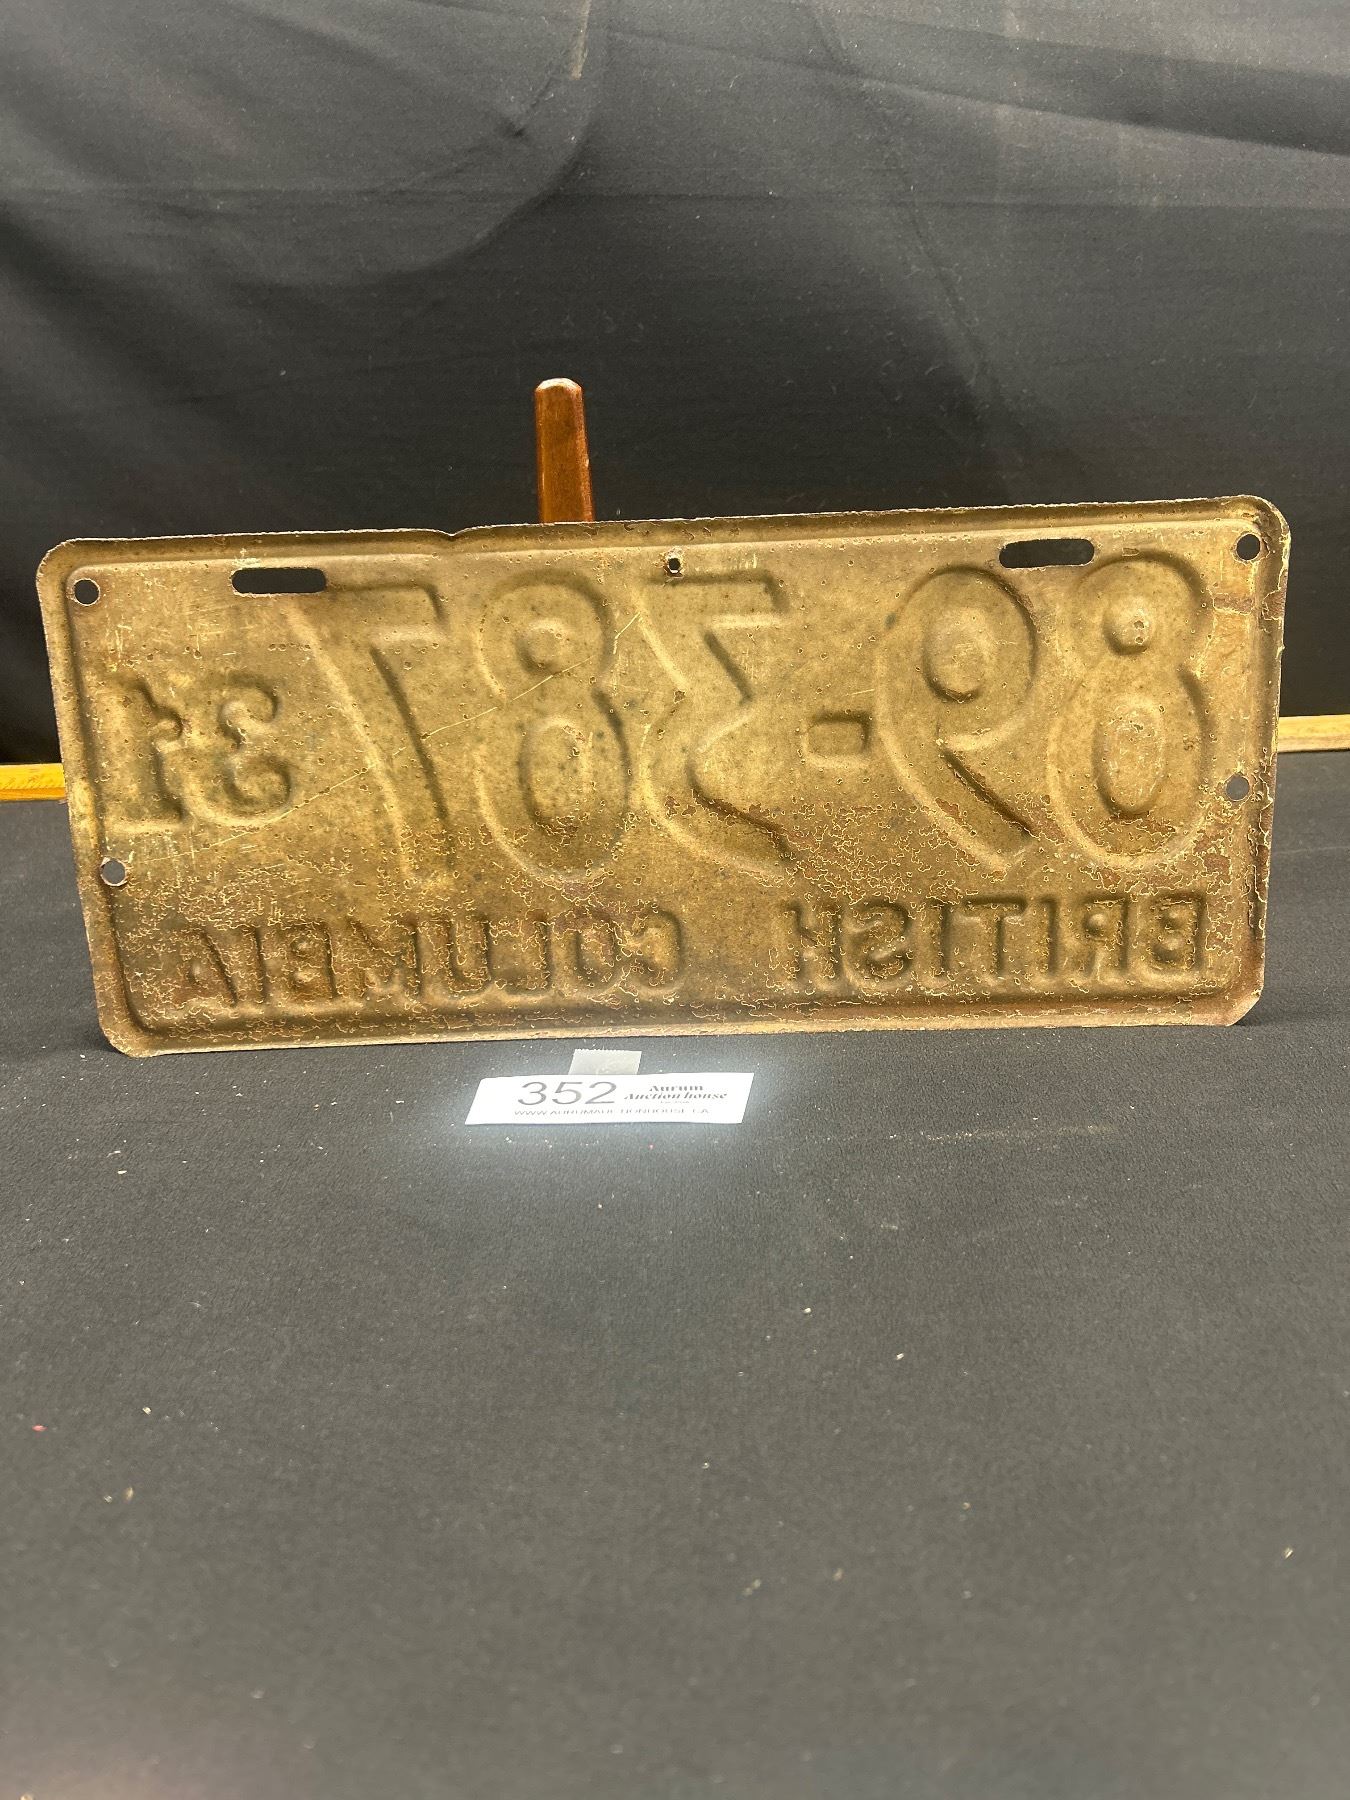 89-387 31
BRITISH COLUMBIA
352 Aurum
Auction house
WWW.AURUMAUCTIONHOUSE.CA